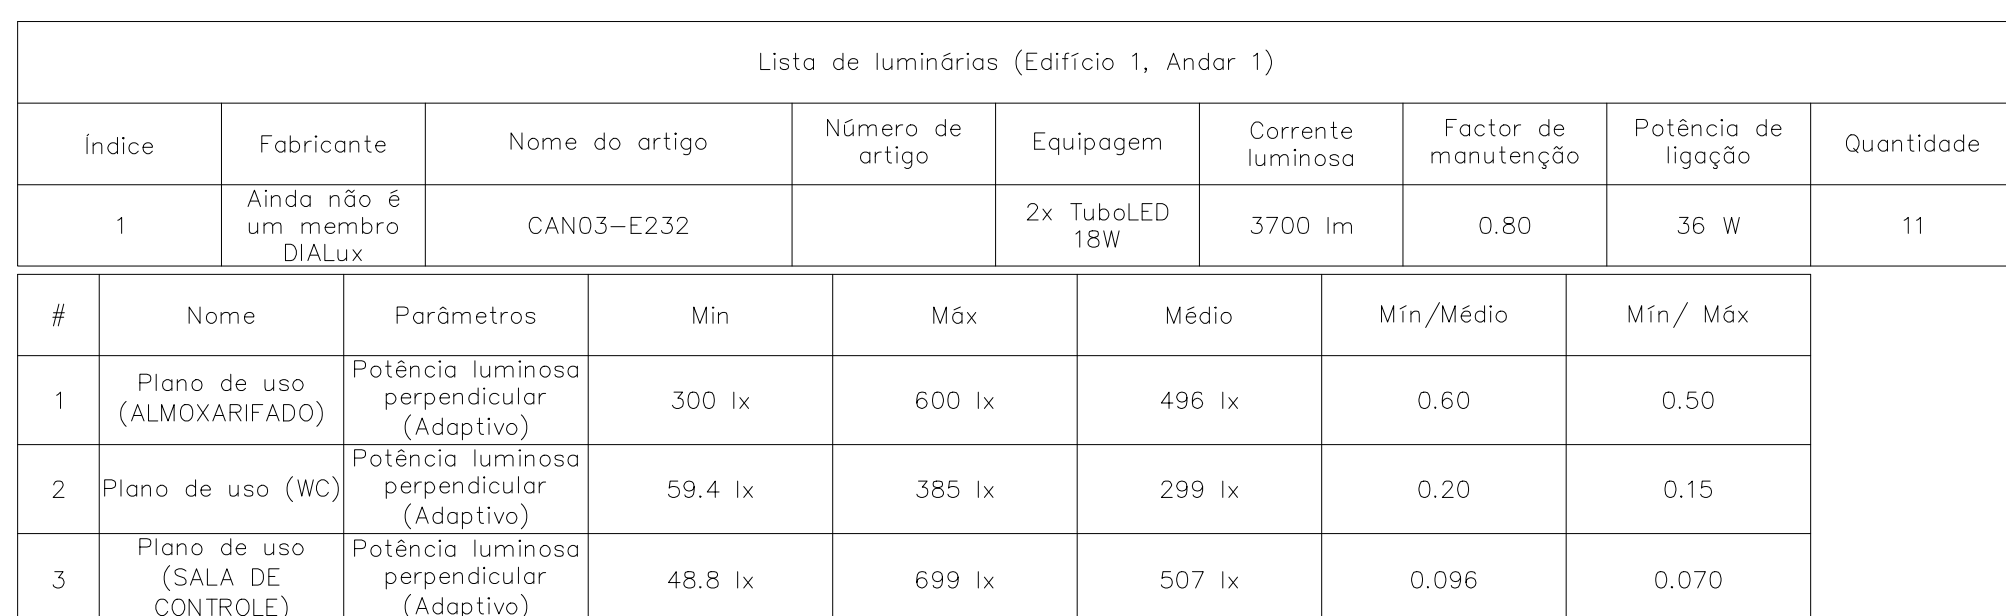 Lista de luminárias (Edifício 1, Andar 1)
Índice
Fabricante
Nome do artigo
Número de
artigo
Equipagem
Corrente
luminosa
Factor de
manutenção
Potência de
ligação
Quantidade
1
Ainda não é
um membro
DIALux
CAN03-E232
2x TuboLED
18W
3700 lm
0.80
36 W
11
#
Nome
Parâmetros
Min
Máx
Médio
Mín/Médio
Mín/ Máx
1
Plano de uso
(ALMOXARIFADO)
Potência luminosa
perpendicular
(Adaptivo)
300 lx
600 lx
496 lx
0.60
0.50
2
Plano de uso (WC)
Potência luminosa
perpendicular
(Adaptivo)
59.4 lx
385 lx
299 lx
0.20
0.15
3
Plano de uso
(SALA DE
CONTROLE)
Potência luminosa
perpendicular
(Adaptivo)
48.8 lx
699 lx
507 lx
0.096
0.070